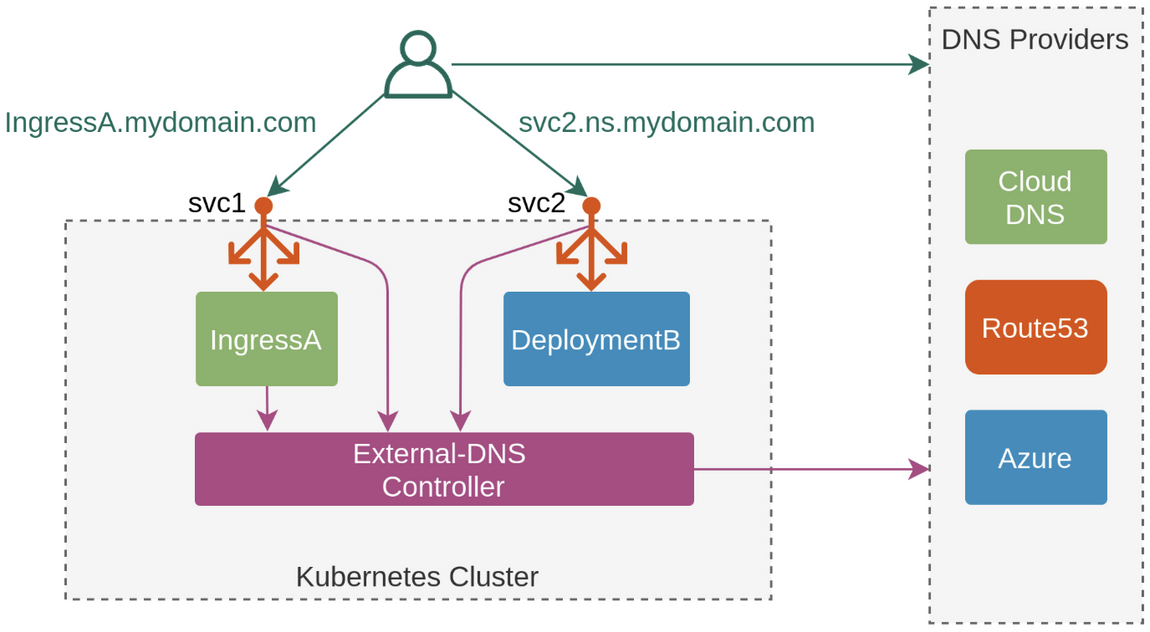 DNS Providers
IngressA.mydomain.com
svc2.ns.mydomain.com
Cloud
DNS
svc1
svc2
Route53
IngressA
DeploymentB
External-DNS
Controller
Azure
Kubernetes Cluster